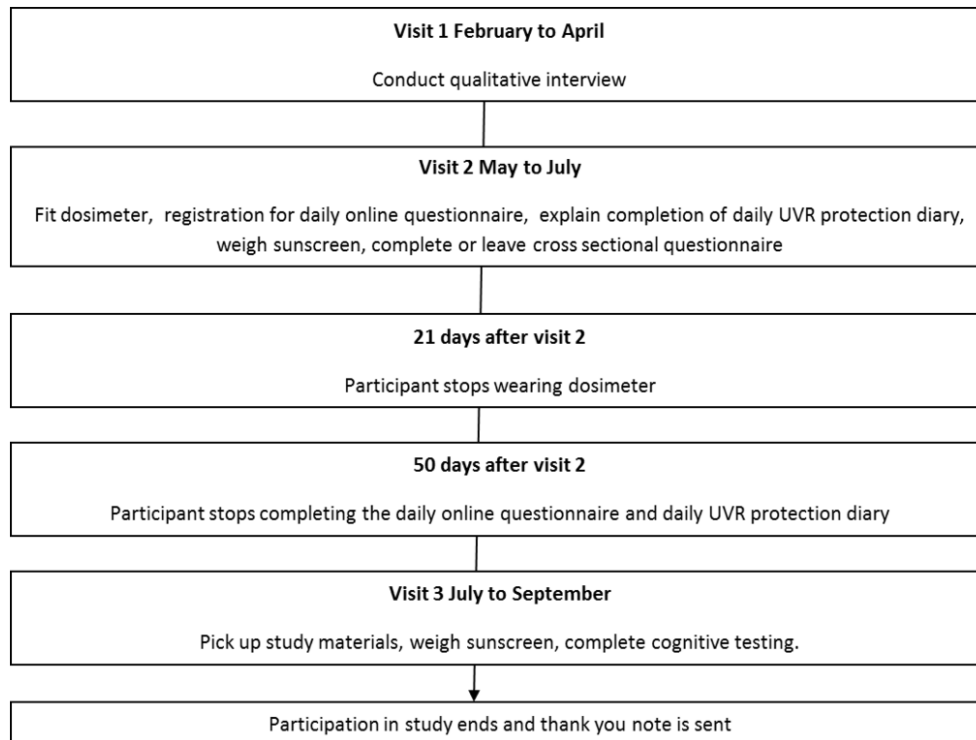 Visit 1 February to April
Conduct qualitative interview
Visit 2 May to July
Fit dosimeter, registration for daily online questionnaire, explain completion of daily UVR protection diary,
weigh sunscreen, complete or leave cross sectional questionnaire
21 days after visit 2
Participant stops wearing dosimeter
50 days after visit 2
Participant stops completing the daily online questionnaire and daily UVR protection diary
Visit 3 July to September
Pick up study materials, weigh sunscreen, complete cognitive testing.
Participation in study ends and thank you note is sent